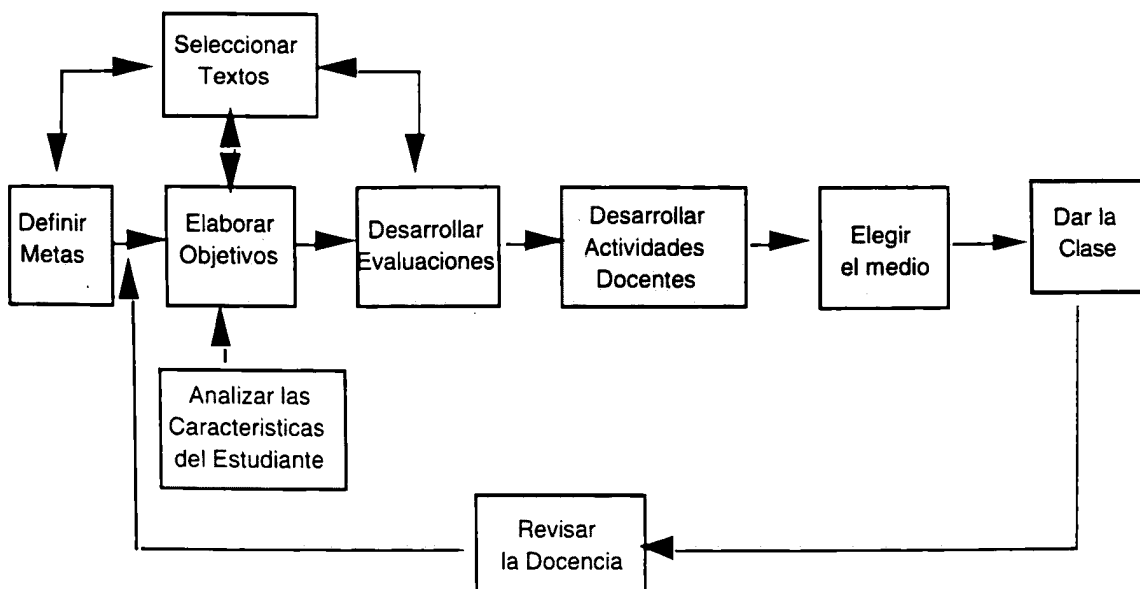 Seleccionar
Textos
Definir
Metas
Elaborar
Objetivos
Desarrollar
Evaluaciones
Desarrollar
Actividades
Docentes
Elegir
el medio
Dar la
Clase
Analizar las
Caracteristicas
del Estudiante
Revisar
la Docencia